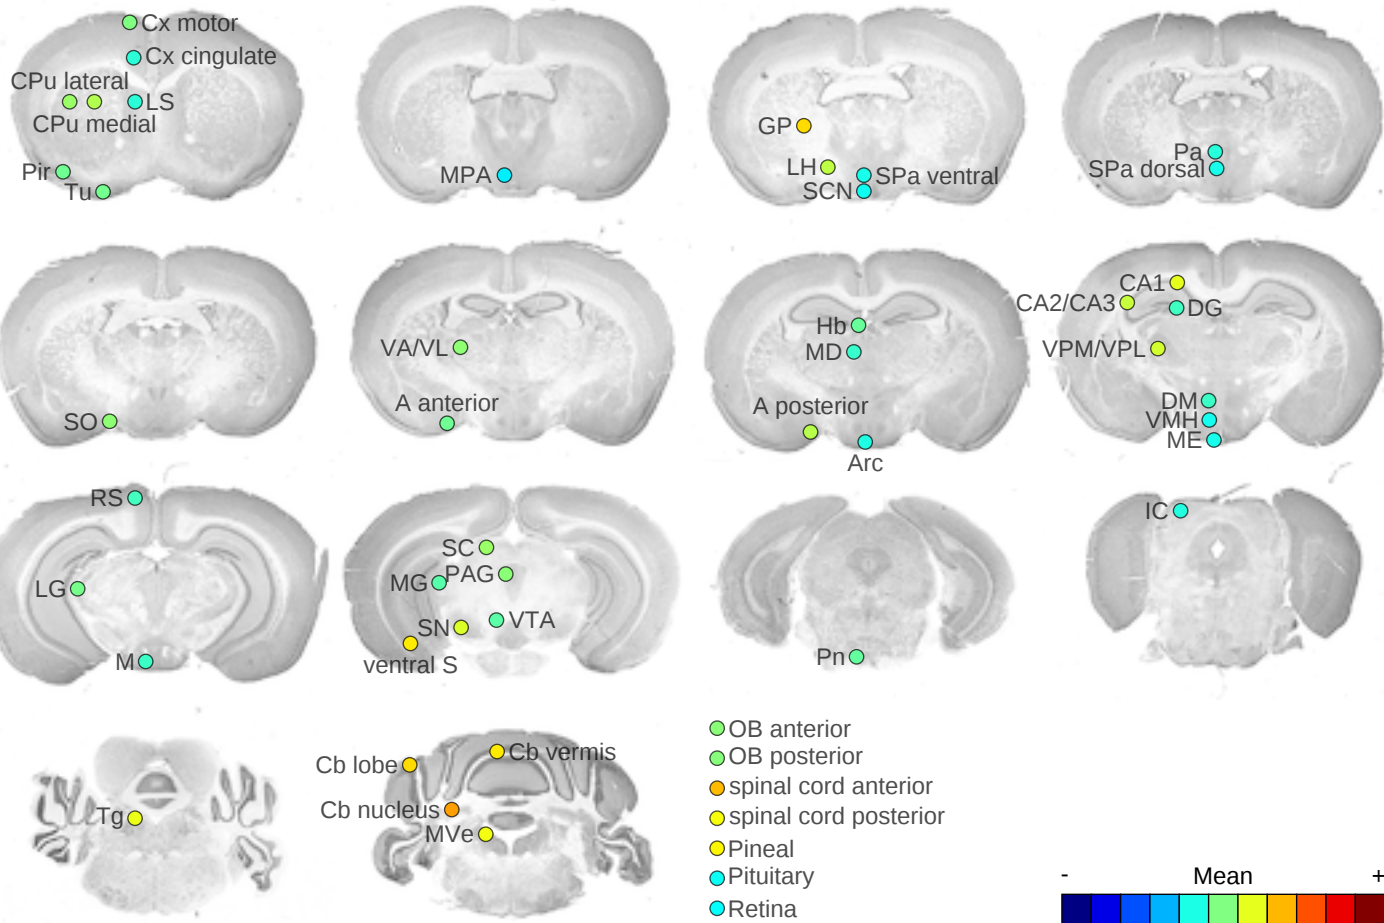 Cx motor
Cx cingulate
CPu lateral
LS
CPu medial
Pir
Tu
MPA
GP
LH
SPa ventral
SCN
Pa
SPa dorsal
SO
VA/VL
A anterior
Hb
MD
A posterior
Arc
CA1
CA2/CA3
DG
VPM/VPL
DM
VMH
ME
RS
LG
M
SC
MG
PAG
SN
VTA
ventral S
Pn
IC
Tg
Cb lobe
Cb vermis
Cb nucleus
MVe
OB anterior
OB posterior
spinal cord anterior
spinal cord posterior
Pineal
Pituitary
Retina
- Mean +